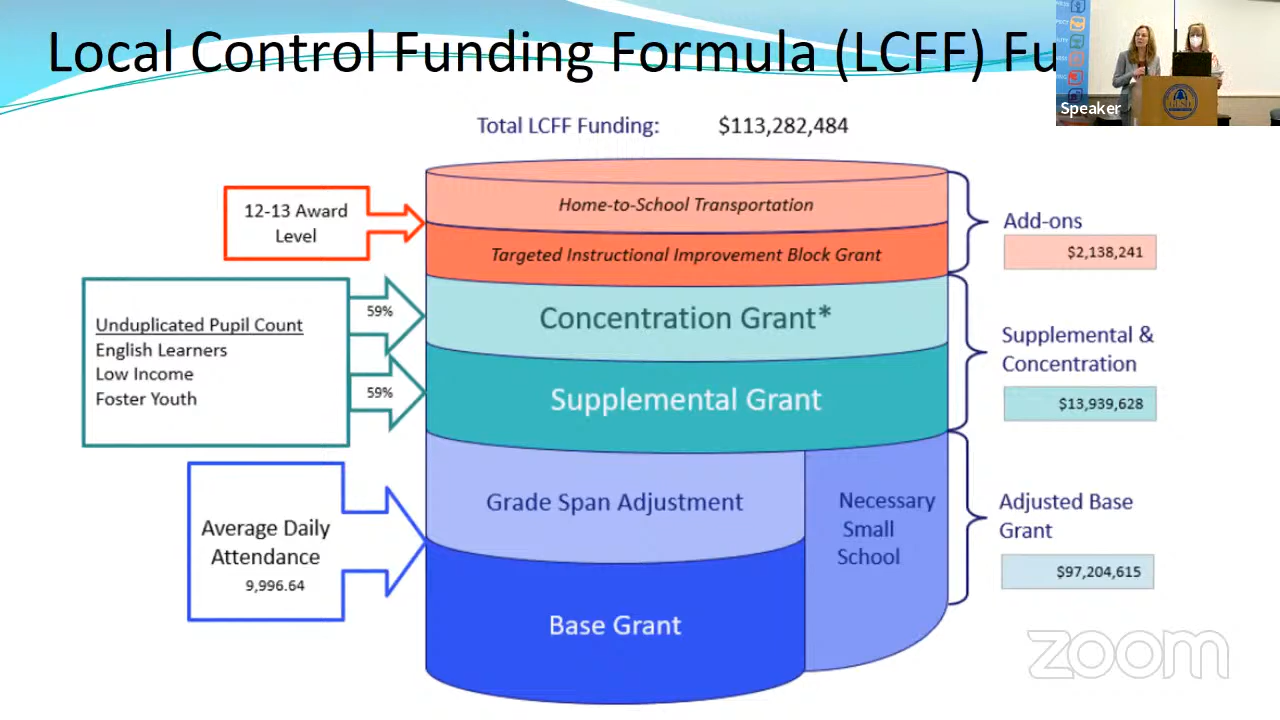 Local Control Funding Formula (LCFF) Fu
Speaker
Total LCFF Funding: $113,282,484
12-13 Award
Level
Home-to-School Transportation
Targeted Instructional Improvement Block Grant
Add-ons
$2,138,241
Unduplicated Pupil Count
English Learners
Low Income
Foster Youth
59%
59%
Concentration Grant*
Supplemental Grant
Supplemental &
Concentration
$13,939,628
Average Daily
Attendance
9,996.64
Grade Span Adjustment
Base Grant
Necessary
Small
School
Adjusted Base
Grant
$97,204,615
zoom